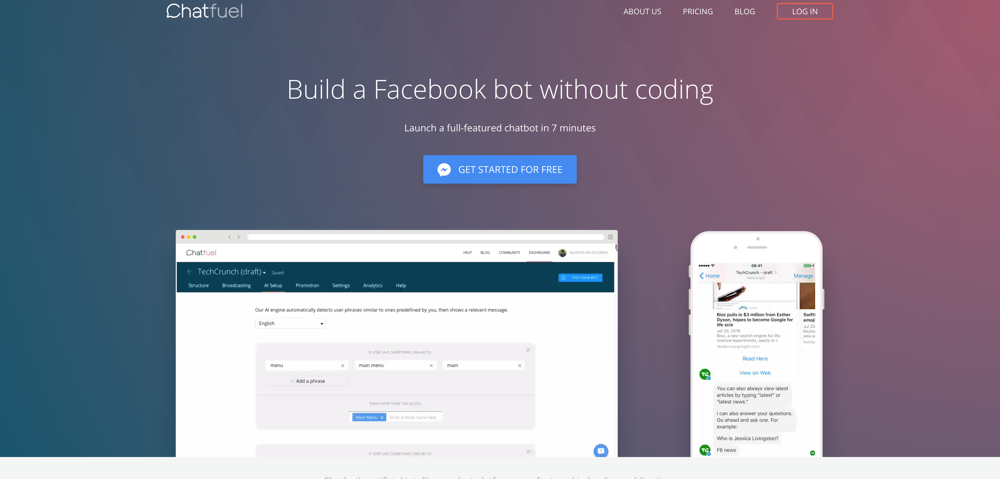 Chatfuel
ABOUT US
PRICING
BLOG
LOG IN
Build a Facebook bot without coding
Launch a full-featured chatbot in 7 minutes
GET STARTED FOR FREE
Chatfuel
HELP
BLOG
COMMUNITY
DASHBOARD
WLADYSLAW FEDOROV
TechCrunch (draft)
Saved
TEST YOUR BOT
Structure
Broadcasting
AI Setup
Promotion
Settings
Analytics
Help
Our AI engine automatically detects user phrases similar to ones predefined by you, then shows a relevant message.
English
IF USER SAYS SOMETHING SIMILAR TO:
menu
main menu
main
+ Add a phrase
THEN SHOW THEM THIS BLOCK:
Main Menu
Enter a block name here
IF USER SAYS SOMETHING SIMILAR TO:
09:41
Home
TechCrunch - draft
Messenger
Manage
Bioz pulls in $3 million from Esther
Dyson, hopes to become Google for
life scie
Jul 20, 2016
Bioz, a new search engine for life
science experiments, wants to r
feedproxy.google.com
Read Here
View on Web
Swift
emoji
Jul 20
Keybo
was a
feedp
You can also always view latest
articles by typing "latest" or
"latest news."
I can also answer your questions.
Go ahead and ask one. For
example:
Who is Jessica Livingston?
F8 news